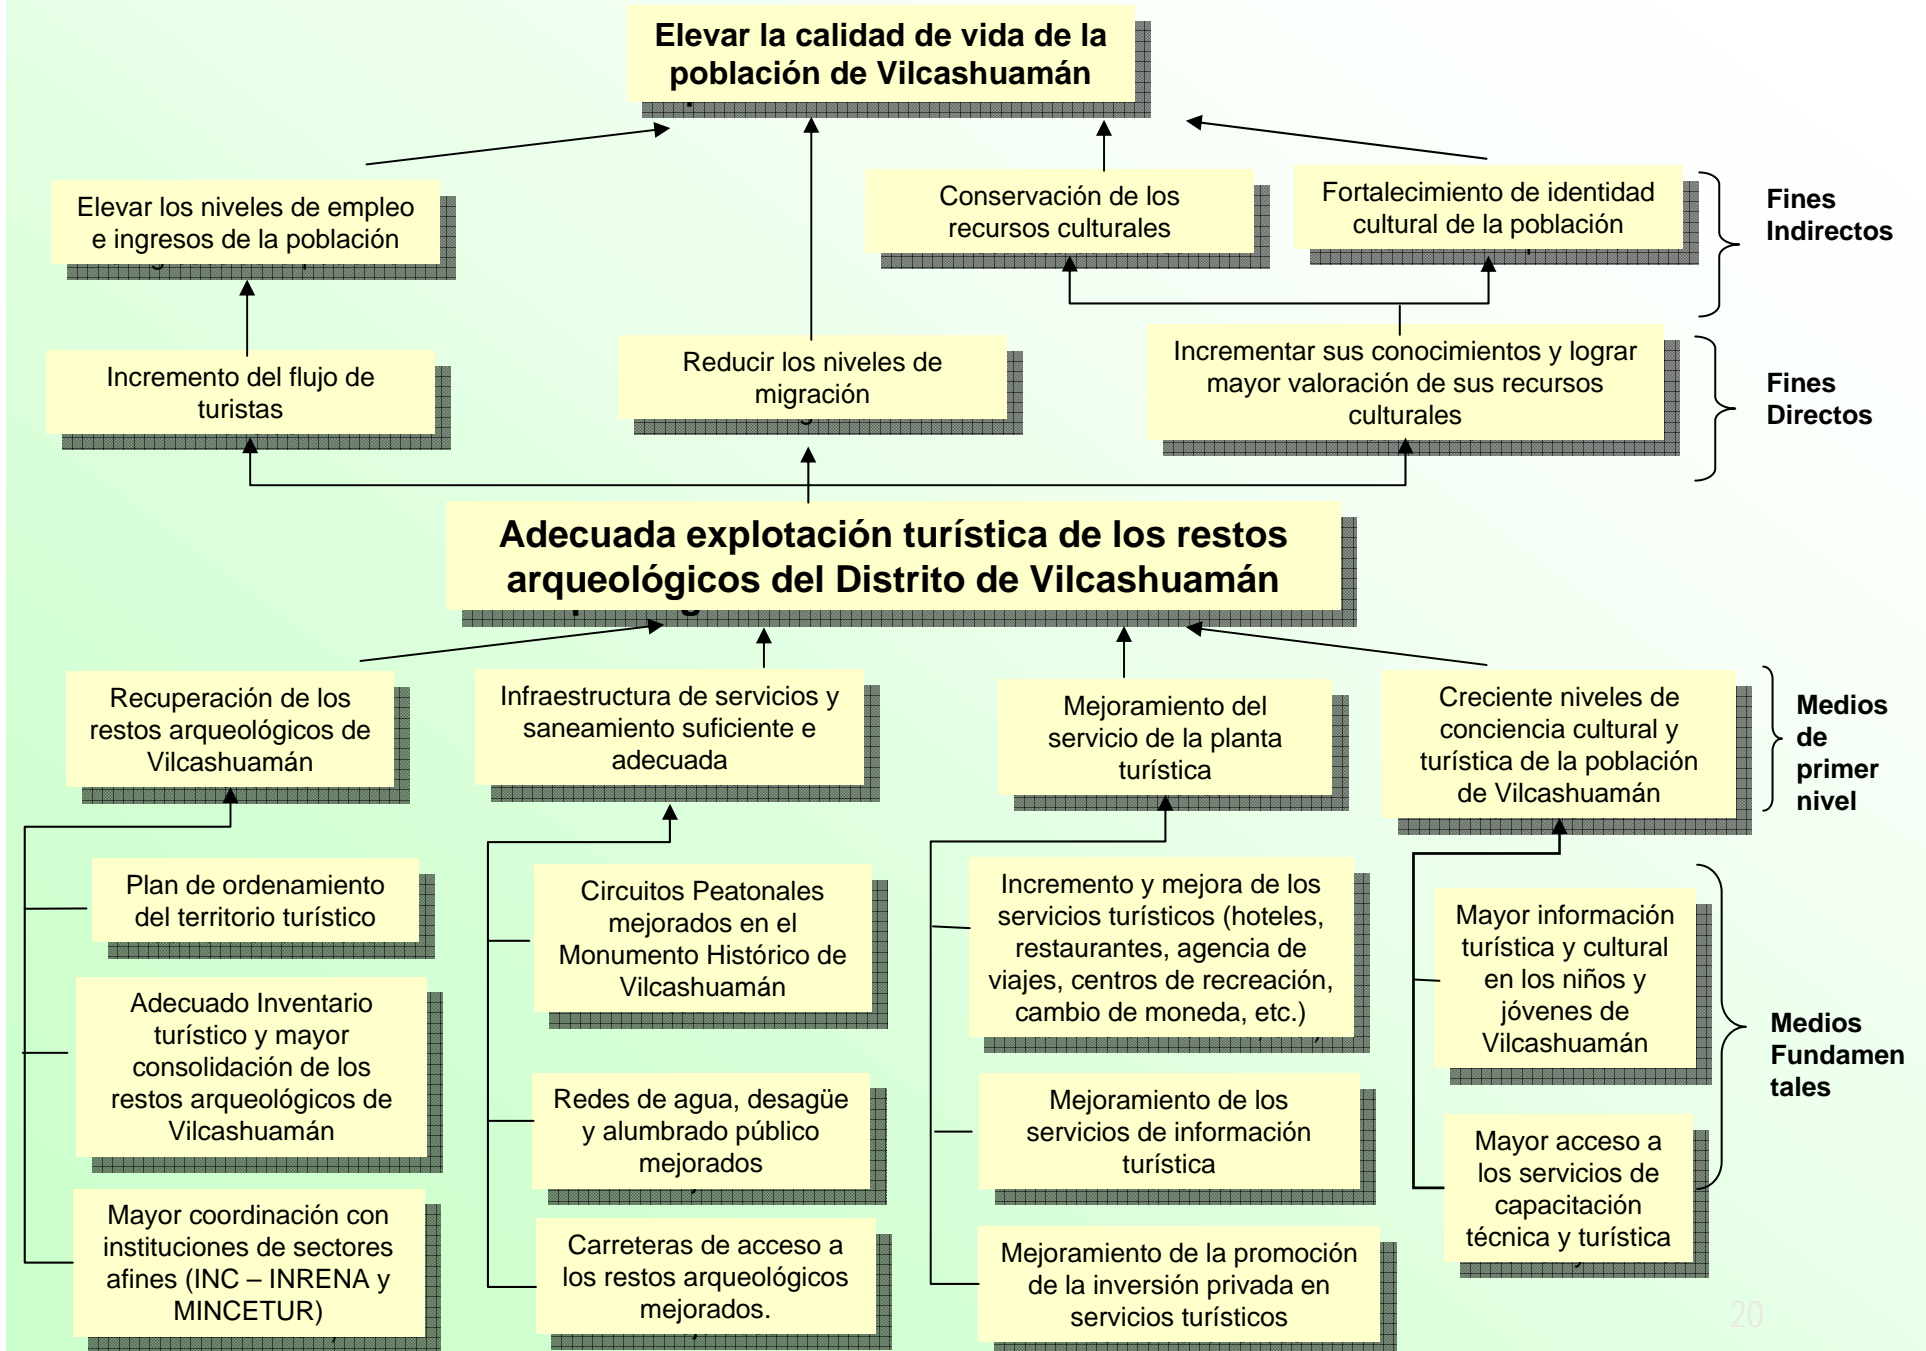 Elevar la calidad de vida de la
población de Vilcashuamán
Elevar los niveles de empleo
e ingresos de la población
Conservación de los
recursos culturales
Fortalecimiento de identidad
cultural de la población
Fines
Indirectos
Incremento del flujo de
turistas
Reducir los niveles de
migración
Incrementar sus conocimientos y lograr
mayor valoración de sus recursos
culturales
Fines
Directos
Adecuada explotación turística de los restos
arqueológicos del Distrito de Vilcashuamán
Recuperación de los
restos arqueológicos de
Vilcashuamán
Infraestructura de servicios y
saneamiento suficiente e
adecuada
Mejoramiento del
servicio de la planta
turística
Creciente niveles de
conciencia cultural y
turística de la población
de Vilcashuamán
Medios
de
primer
nivel
Plan de ordenamiento
del territorio turístico
Adecuado Inventario
turístico y mayor
consolidación de los
restos arqueológicos de
Vilcashuamán
Mayor coordinación con
instituciones de sectores
afines (INC – INRENA y
MINCETUR)
Circuitos Peatonales
mejorados en el
Monumento Histórico de
Vilcashuamán
Redes de agua, desagüe
y alumbrado público
mejorados
Carreteras de acceso a
los restos arqueológicos
mejorados.
Incremento y mejora de los
servicios turísticos (hoteles,
restaurantes, agencia de
viajes, centros de recreación,
cambio de moneda, etc.)
Mejoramiento de los
servicios de información
turística
Mejoramiento de la promoción
de la inversión privada en
servicios turísticos
Mayor información
turística y cultural
en los niños y
jóvenes de
Vilcashuamán
Mayor acceso a
los servicios de
capacitación
técnica y turística
Medios
Fundamen
tales
20